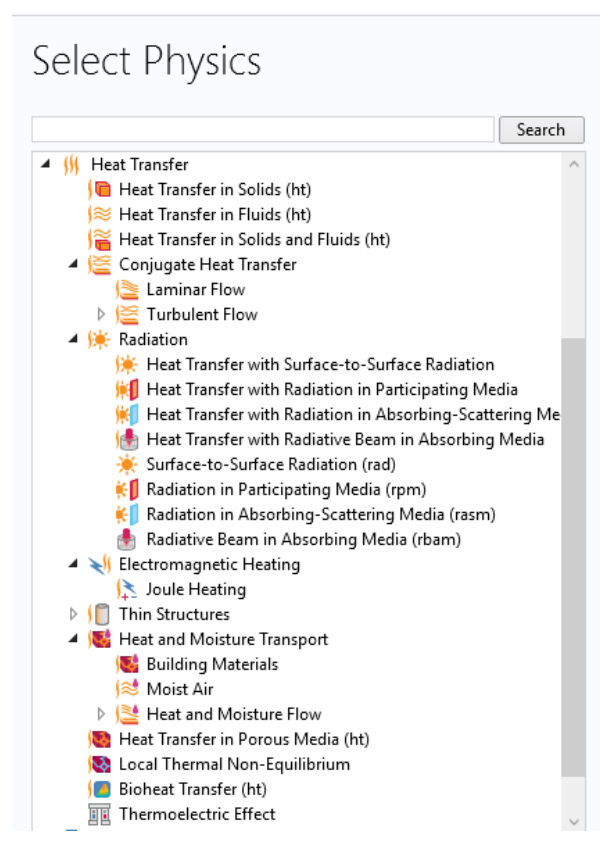 Select Physics
Search
Heat Transfer
Heat Transfer in Solids (ht)
Heat Transfer in Fluids (ht)
Heat Transfer in Solids and Fluids (ht)
Conjugate Heat Transfer
Laminar Flow
Turbulent Flow
Radiation
Heat Transfer with Surface-to-Surface Radiation
Heat Transfer with Radiation in Participating Media
Heat Transfer with Radiation in Absorbing-Scattering Me
Heat Transfer with Radiative Beam in Absorbing Media
Surface-to-Surface Radiation (rad)
Radiation in Participating Media (rpm)
Radiation in Absorbing-Scattering Media (rasm)
Radiative Beam in Absorbing Media (rbam)
Electromagnetic Heating
Joule Heating
Thin Structures
Heat and Moisture Transport
Building Materials
Moist Air
Heat and Moisture Flow
Heat Transfer in Porous Media (ht)
Local Thermal Non-Equilibrium
Bioheat Transfer (ht)
Thermoelectric Effect